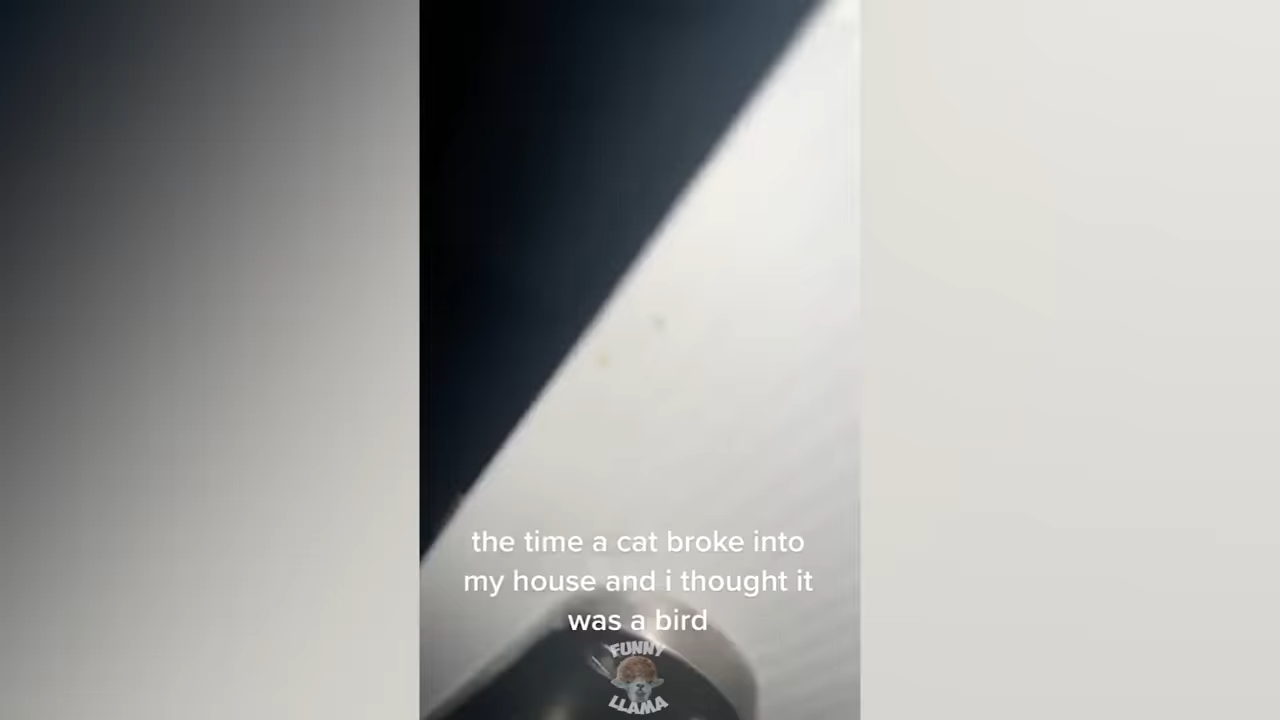 the time a cat broke into
my house and i thought it
was a bird
FUNNY
LLAMA